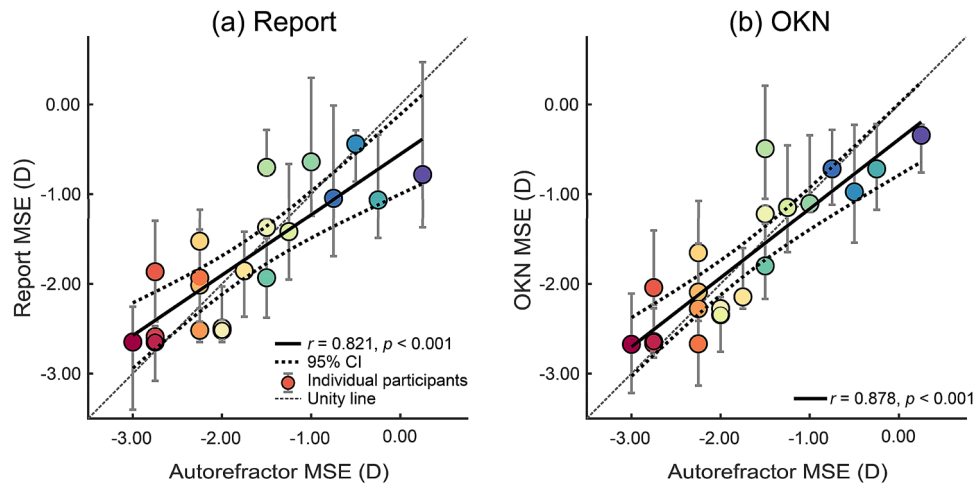 (a) Report
(b) OKN
Report MSE (D)
0.00
-1.00
-2.00
-3.00
r = 0.821, p < 0.001
95% CI
Individual participants
Unity line
-3.00 -2.00 -1.00 0.00
Autorefractor MSE (D)
OKN MSE (D)
0.00
-1.00
-2.00
-3.00
r = 0.878, p < 0.001
-3.00 -2.00 -1.00 0.00
Autorefractor MSE (D)